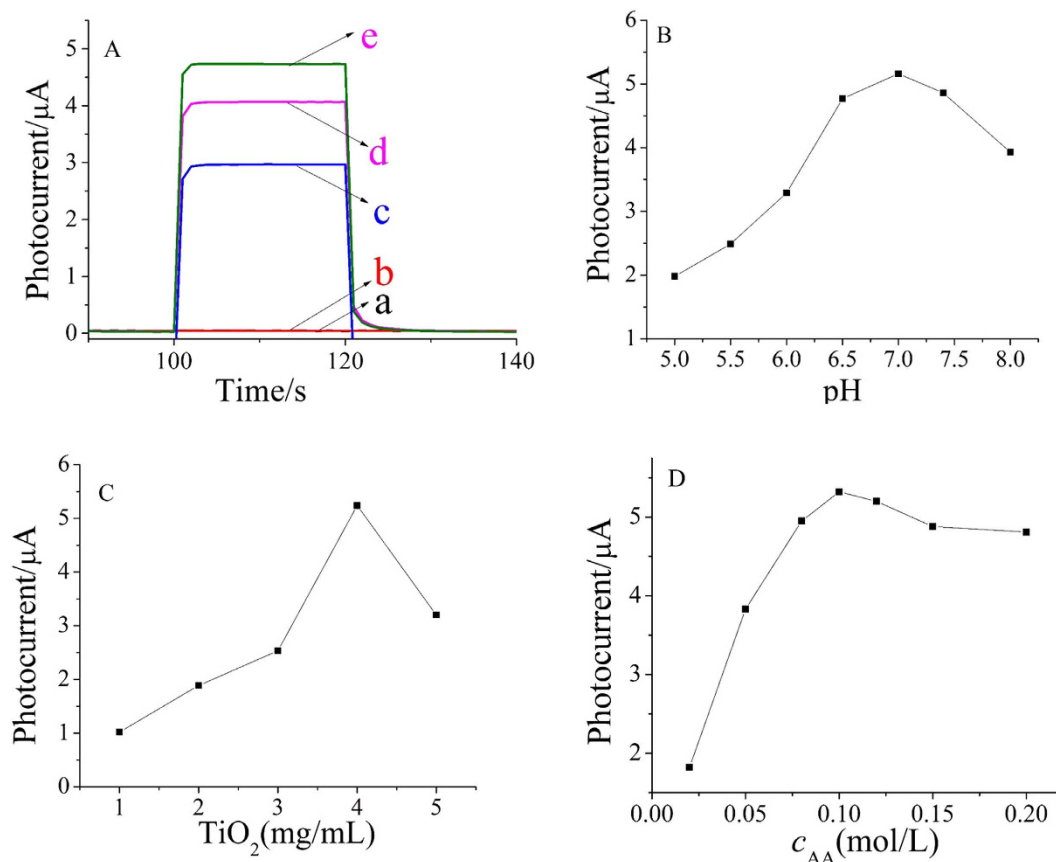 A
Photocurrent/μA
5
4
3
2
1
0
e
d
c
b
a
100 120 140
Time/s
B
Photocurrent/μA
6
5
4
3
2
1
5.0 5.5 6.0 6.5 7.0 7.5 8.0
pH
C
Photocurrent/μA
6
5
4
3
2
1
0
1 2 3 4 5
TiO₂(mg/mL)
D
Photocurrent/μA
5
4
3
2
0.00 0.05 0.10 0.15 0.20
c_AA(mol/L)